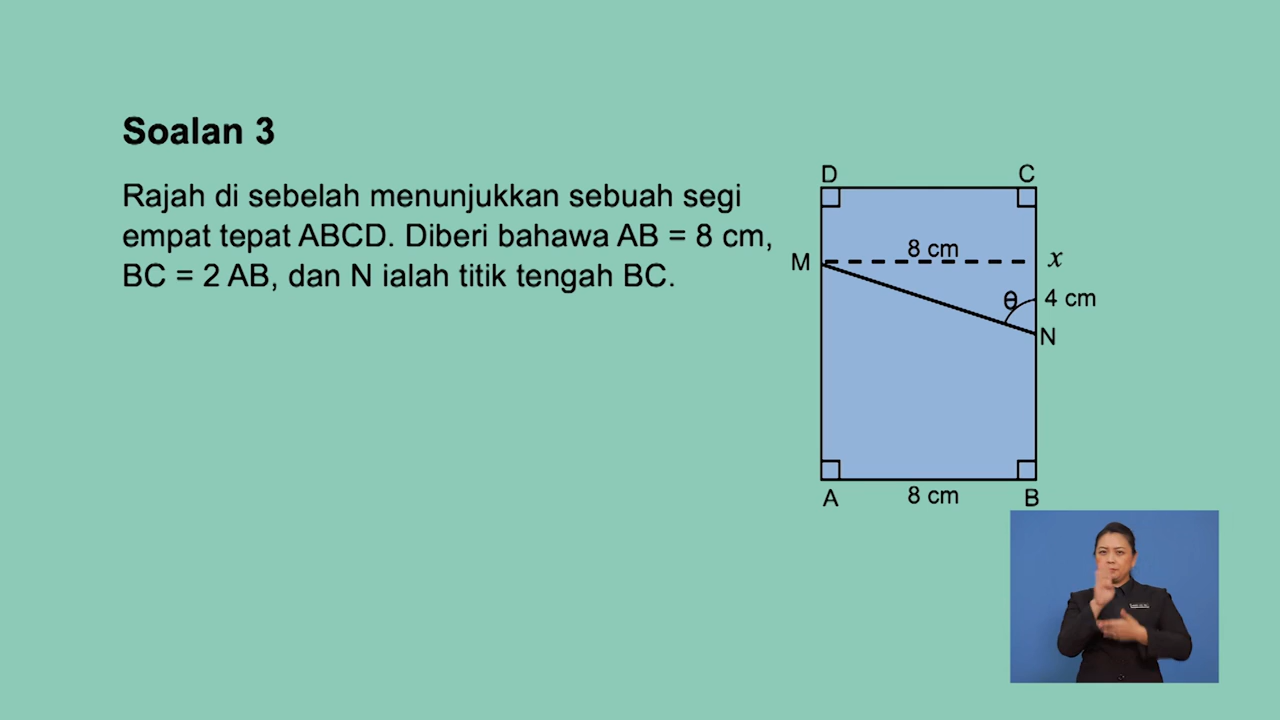 Soalan 3
Rajah di sebelah menunjukkan sebuah segi
empat tepat ABCD. Diberi bahawa AB = 8 cm,
BC = 2 AB, dan N ialah titik tengah BC.
D
C
8 cm
M
x
θ
4 cm
N
A
8 cm
B